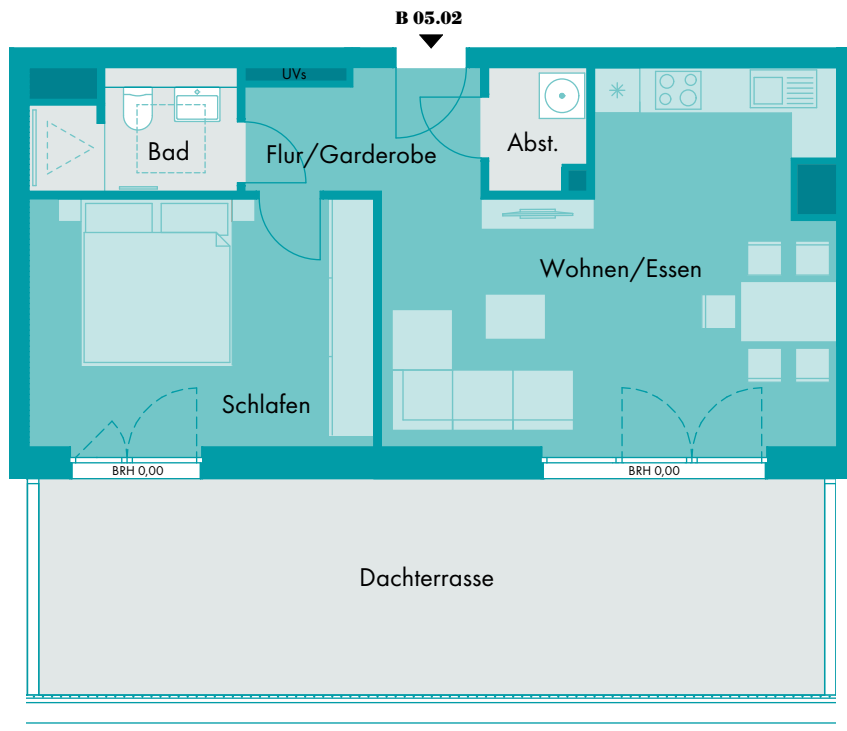 B 05.02
UVs
Bad
Flur/Garderobe
Abst.
Wohnen/Essen
Schlafen
BRH 0,00
BRH 0,00
Dachterrasse